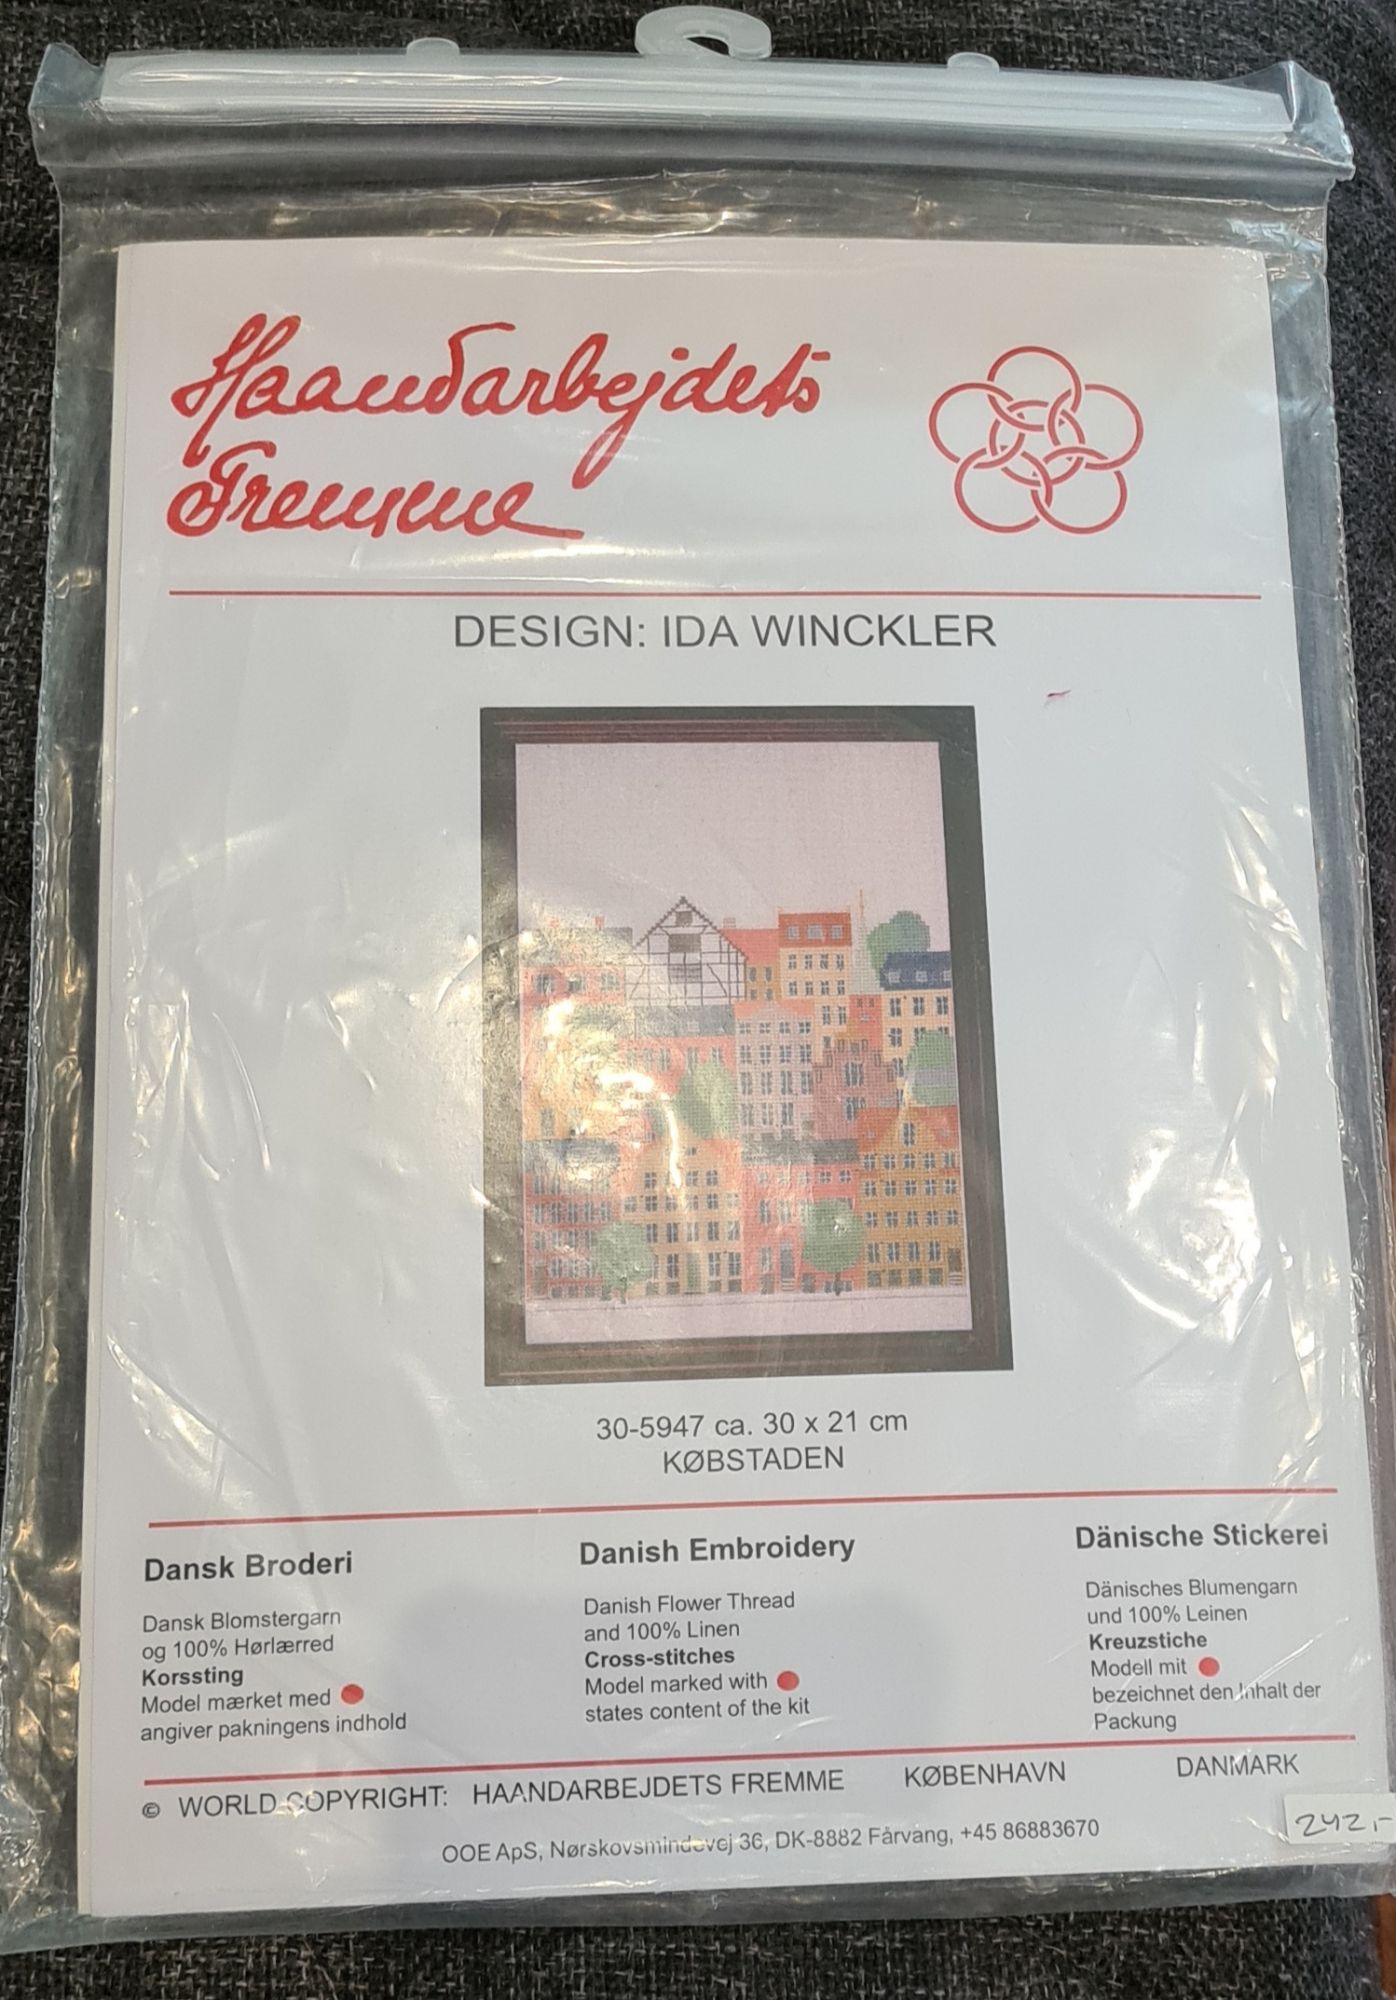 Haandarbejdets
Fremme
DESIGN: IDA WINCKLER
30-5947 ca. 30 x 21 cm
KØBSTADEN
Dansk Broderi
Dansk Blomstergarn
og 100% Hørlærred
Korssting
Model mærket med
angiver pakningens indhold
Danish Embroidery
Danish Flower Thread
and 100% Linen
Cross-stitches
Model marked with
states content of the kit
Dänische Stickerei
Dänisches Blumengarn
und 100% Leinen
Kreuzstiche
Modell mit
bezeichnet den Inhalt der
Packung
© WORLD COPYRIGHT: HAANDARBEJDETS FREMME KØBENHAVN DANMARK
OOE ApS, Nørskovsmindevej 36, DK-8882 Fårvang, +45 86883670
242,-